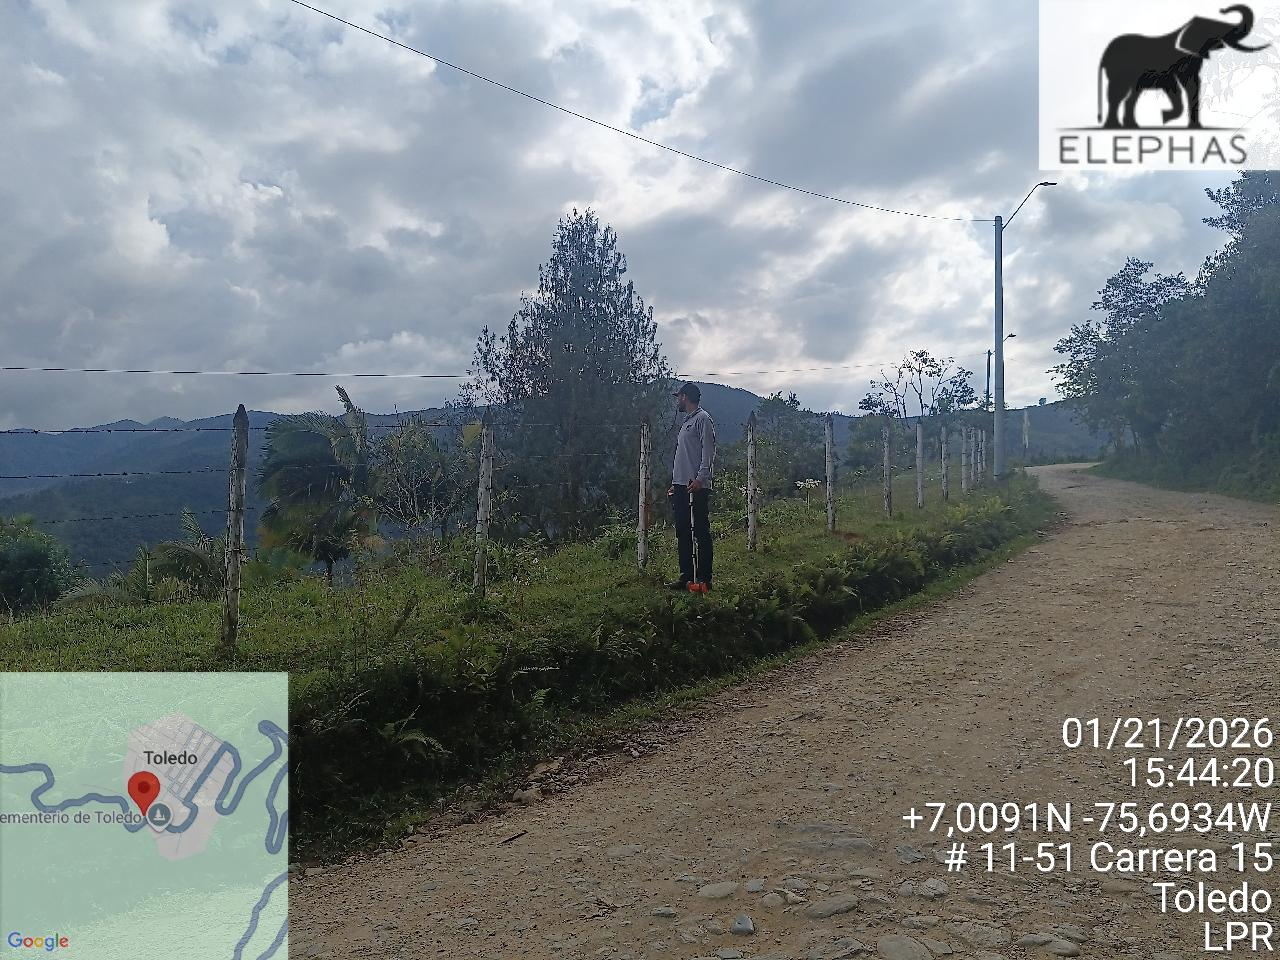 ELEPHAS
Toledo
ementerio de Toledo
Google
01/21/2026
15:44:20
+7,0091N -75,6934W
# 11-51 Carrera 15
Toledo
LPR